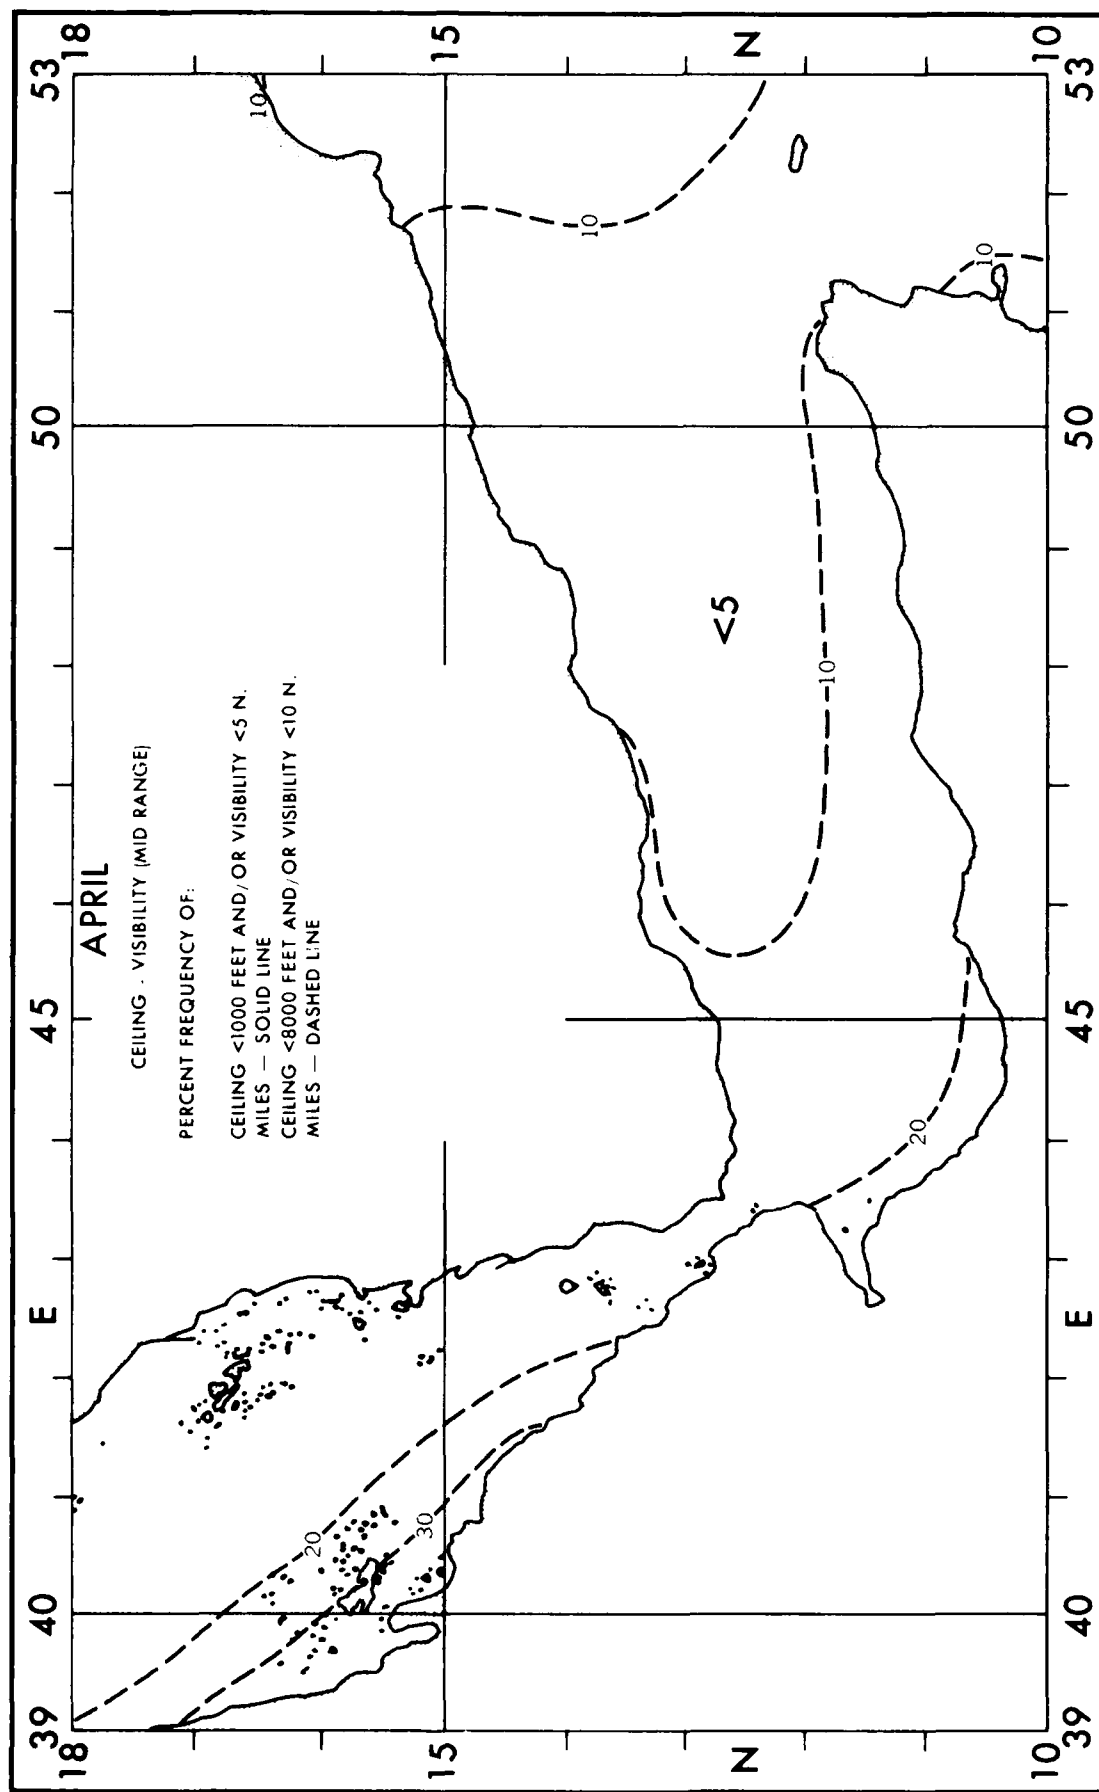 APRIL
CEILING - VISIBILITY (MID RANGE)
PERCENT FREQUENCY OF:
CEILING <1000 FEET AND/OR VISIBILITY <5 N.
MILES — SOLID LINE
CEILING <8000 FEET AND/OR VISIBILITY <10 N.
MILES — DASHED LINE
39
40
45
50
53
E
18
18
15
15
N
N
10
10
39
40
45
50
53
E
20
30
20
10
10
10
10
<5